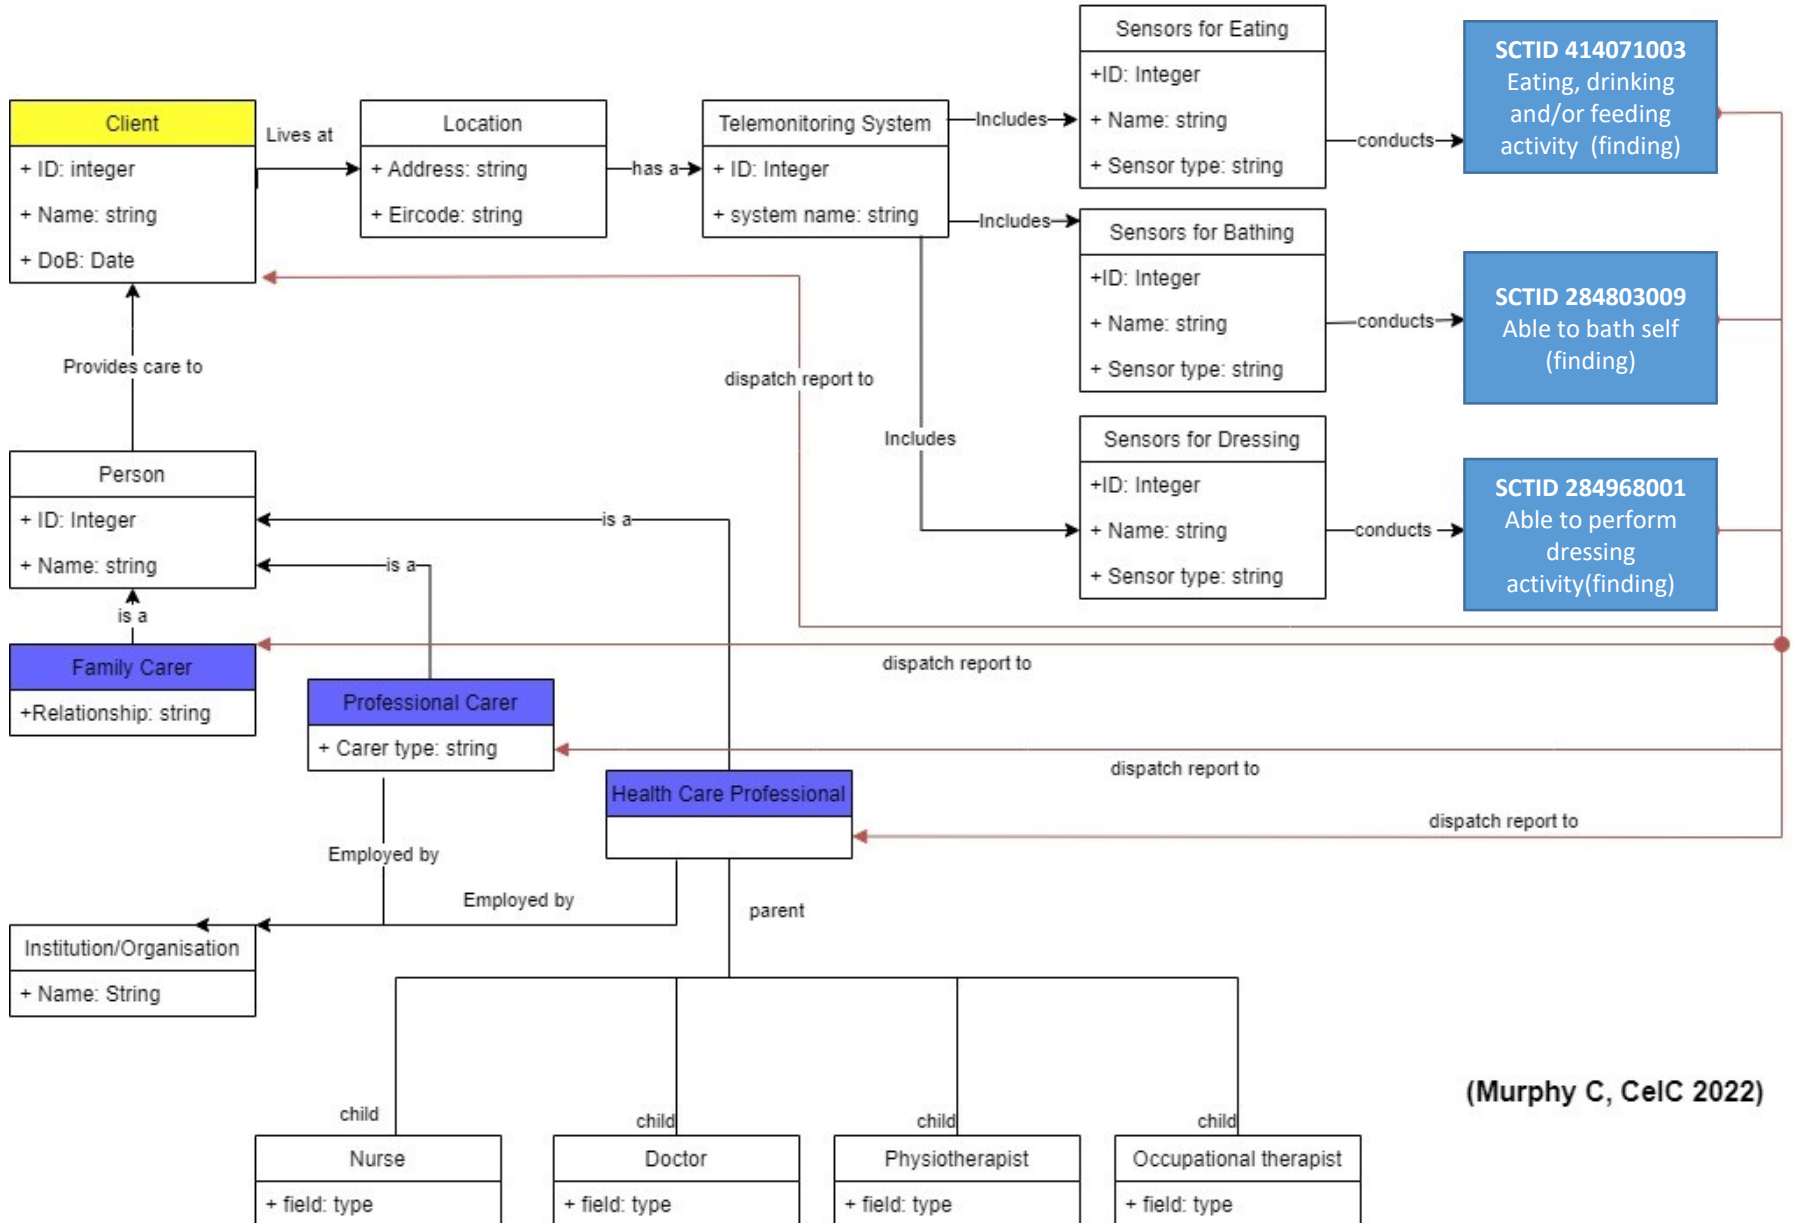 Client
+ ID: integer
+ Name: string
+ DoB: Date
Lives at
Location
+ Address: string
+ Eircode: string
has a
Telemonitoring System
+ ID: Integer
+ system name: string
Includes
Includes
Includes
Sensors for Eating
+ID: Integer
+ Name: string
+ Sensor type: string
conducts
SCTID 414071003
Eating, drinking
and/or feeding
activity (finding)
Sensors for Bathing
+ID: Integer
+ Name: string
+ Sensor type: string
conducts
SCTID 284803009
Able to bath self
(finding)
Sensors for Dressing
+ID: Integer
+ Name: string
+ Sensor type: string
conducts
SCTID 284968001
Able to perform
dressing
activity(finding)
Provides care to
dispatch report to
Person
+ ID: Integer
+ Name: string
is a
is a
is a
Family Carer
+Relationship: string
dispatch report to
Professional Carer
+ Carer type: string
dispatch report to
Health Care Professional
dispatch report to
Employed by
Employed by
parent
Institution/Organisation
+ Name: String
child
child
child
child
Nurse
+ field: type
Doctor
+ field: type
Physiotherapist
+ field: type
Occupational therapist
+ field: type
(Murphy C, CeIC 2022)